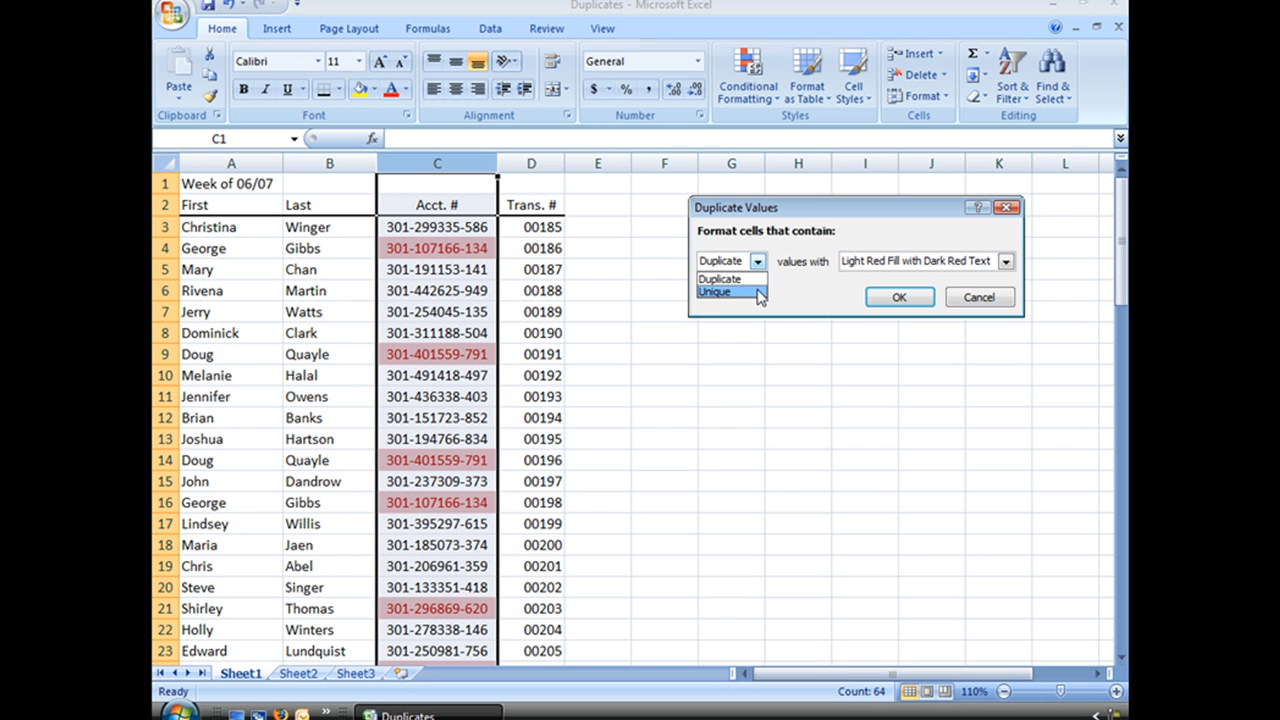 Duplicates - Microsoft Excel
Home Insert Page Layout Formulas Data Review View
Calibri 11 General Insert Σ
Paste B I U A A A $ % , Conditional Formatting Format as Table Cell Styles Delete Format Sort & Filter Find & Select
Clipboard Font Alignment Number Styles Cells Editing
C1 fx
A B C D E F G H I J K L
1 Week of 06/07
2 First Last Acct. # Trans. #
3 Christina Winger 301-299335-586 00185
4 George Gibbs 301-107166-134 00186
5 Mary Chan 301-191153-141 00187
6 Rivena Martin 301-442625-949 00188
7 Jerry Watts 301-254045-135 00189
8 Dominick Clark 301-311188-504 00190
9 Doug Quayle 301-401559-791 00191
10 Melanie Halal 301-491418-497 00192
11 Jennifer Owens 301-436338-403 00193
12 Brian Banks 301-151723-852 00194
13 Joshua Hartson 301-194766-834 00195
14 Doug Quayle 301-401559-791 00196
15 John Dandrow 301-237309-373 00197
16 George Gibbs 301-107166-134 00198
17 Lindsey Willis 301-395297-615 00199
18 Maria Jaen 301-185073-374 00200
19 Chris Abel 301-206961-359 00201
20 Steve Singer 301-133351-418 00202
21 Shirley Thomas 301-296869-620 00203
22 Holly Winters 301-278338-146 00204
23 Edward Lundquist 301-250981-756 00205
Duplicate Values
Format cells that contain:
Duplicate values with Light Red Fill with Dark Red Text
Duplicate
Unique
OK Cancel
Sheet1 Sheet2 Sheet3
Ready Count: 64 110%
Duplicates